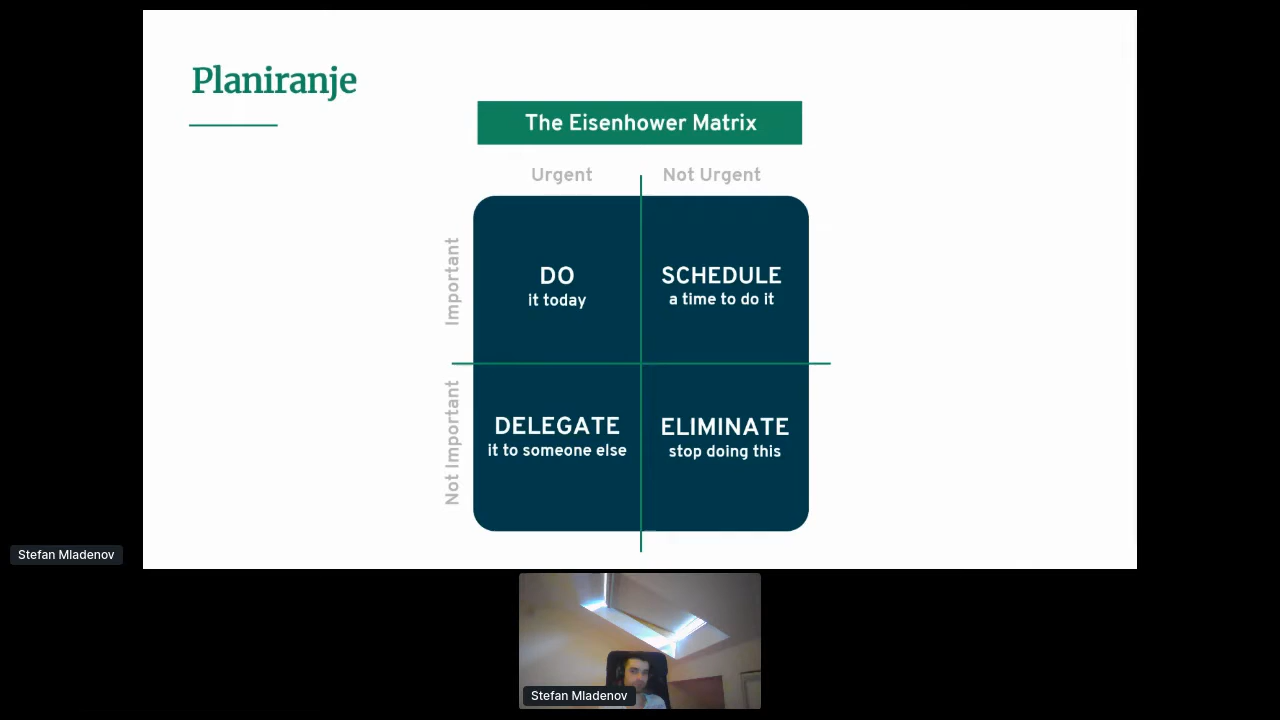 Planiranje
The Eisenhower Matrix
Urgent
Not Urgent
Important
DO
it today
SCHEDULE
a time to do it
Not Important
DELEGATE
it to someone else
ELIMINATE
stop doing this
Stefan Mladenov
Stefan Mladenov